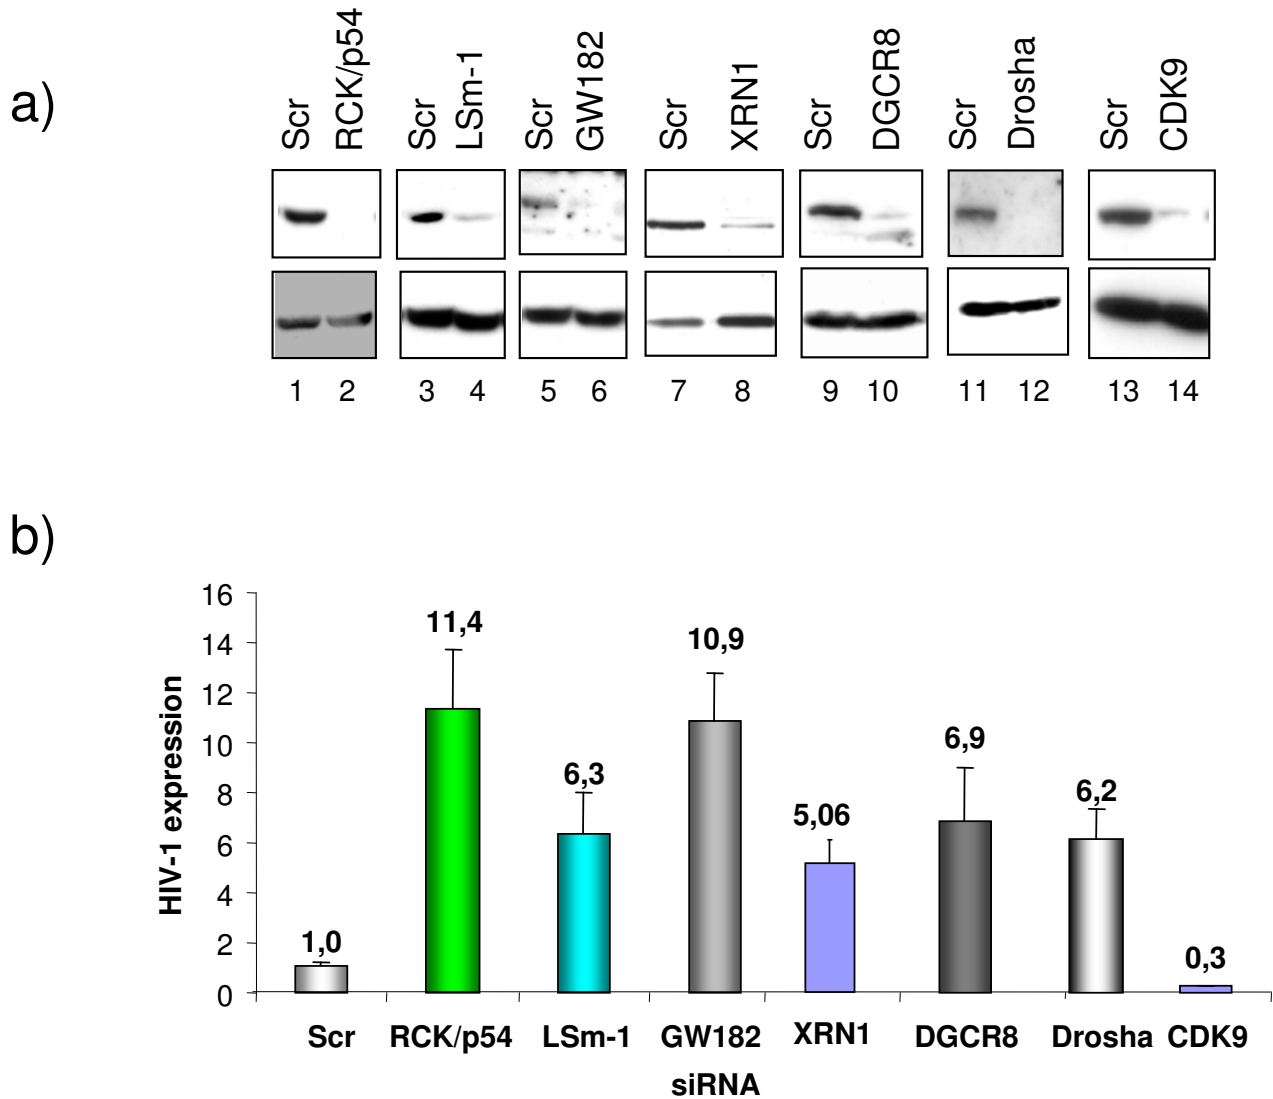 a)
Scr RCK/p54 Scr LSm-1 Scr GW182 Scr XRN1 Scr DGCR8 Scr Drosha Scr CDK9
1 2 3 4 5 6 7 8 9 10 11 12 13 14
b)
HIV-1 expression
16
14
12
10
8
6
4
2
0
1,0
11,4
6,3
10,9
5,06
6,9
6,2
0,3
Scr RCK/p54 LSm-1 GW182 XRN1 DGCR8 Drosha CDK9
siRNA